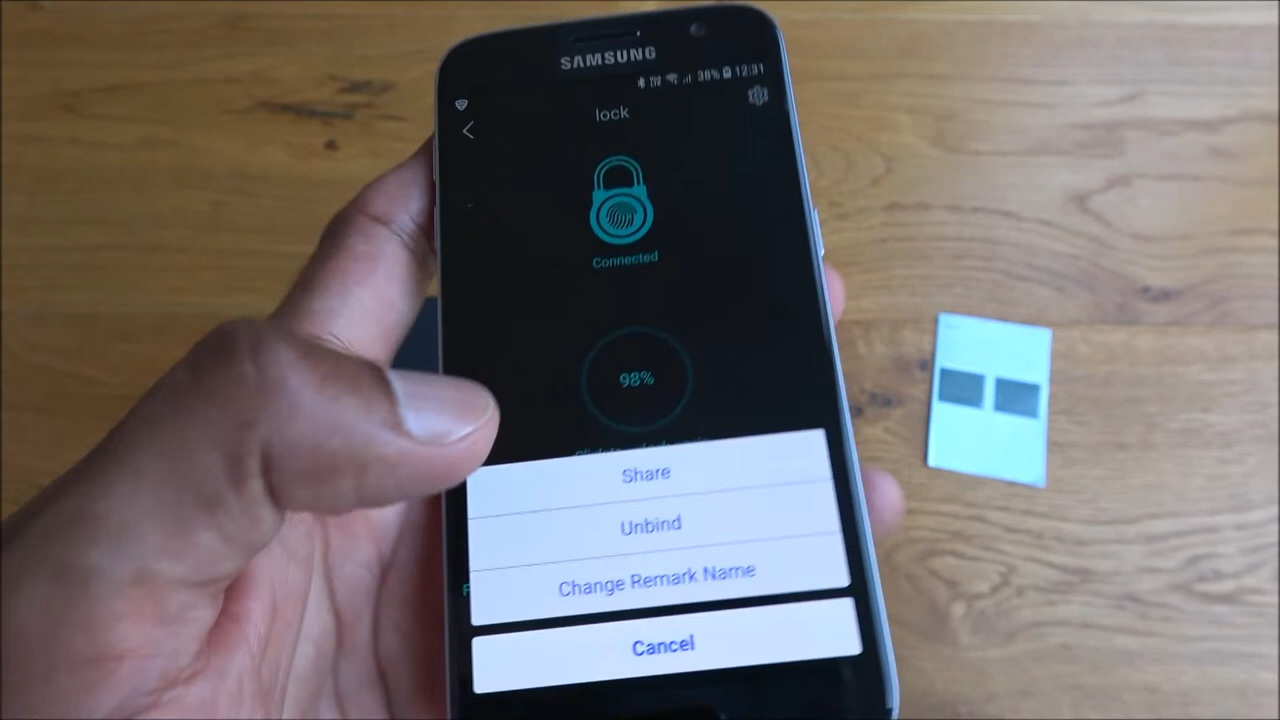 SAMSUNG
36% 12:31
lock
Connected
98%
Share
Unbind
Change Remark Name
Cancel